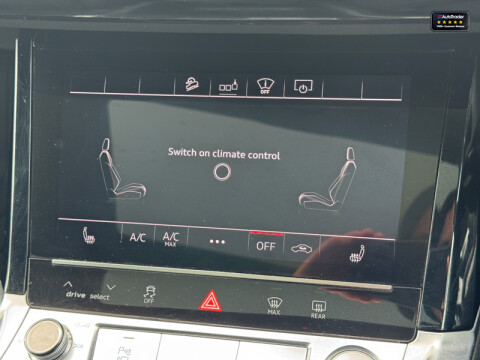 AutoTrader
OFF
Switch on climate control
A/C
A/C
MAX
OFF
drive select
OFF
MAX
REAR